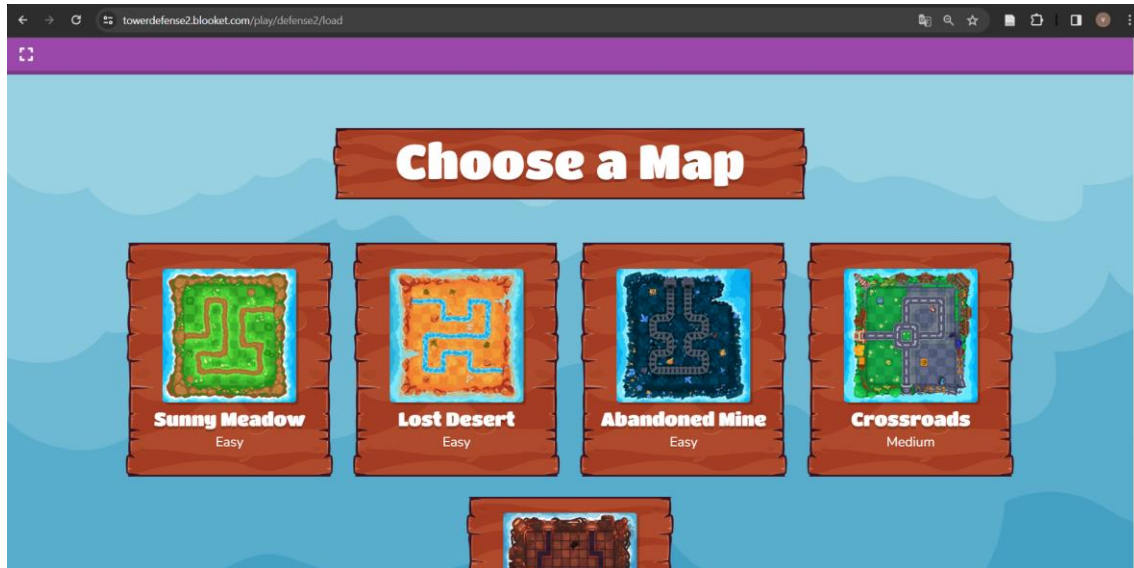 towerdefense2.blooket.com/play/defense2/load
Choose a Map
Sunny Meadow
Easy
Lost Desert
Easy
Abandoned Mine
Easy
Crossroads
Medium